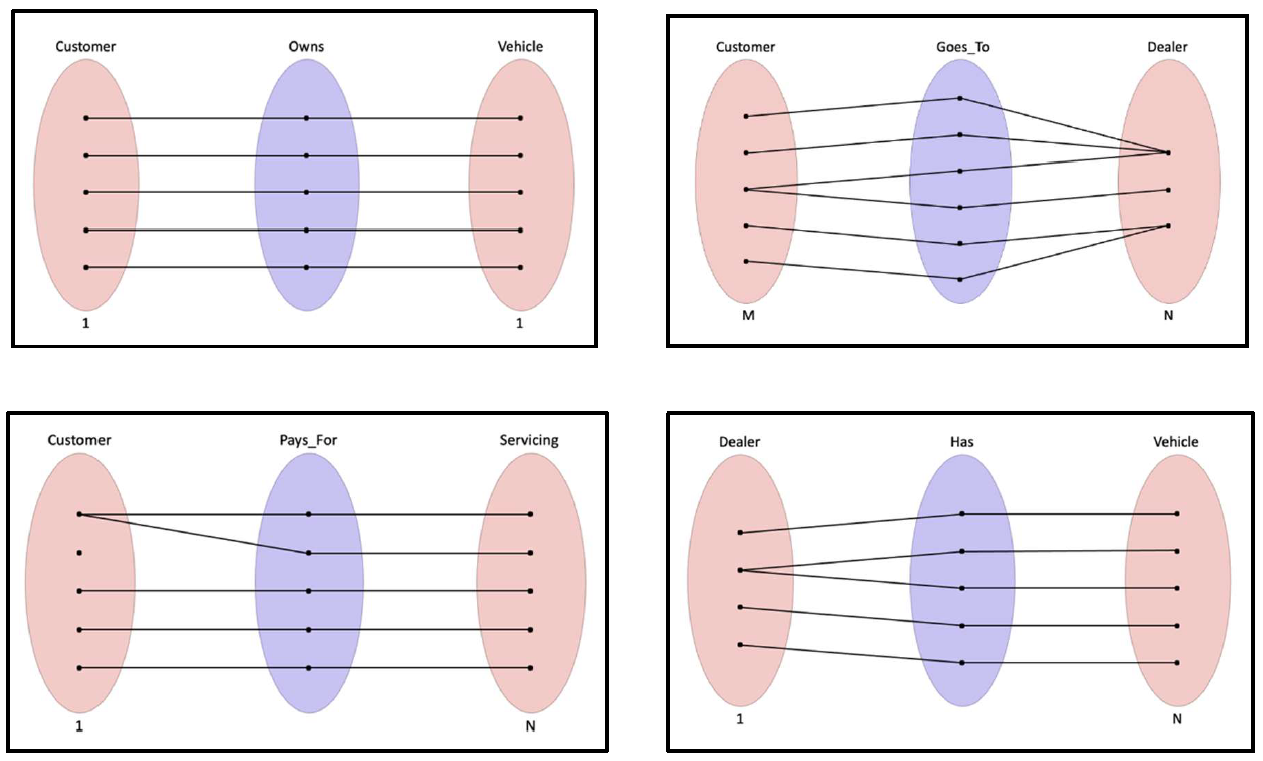 Customer Owns Vehicle
1 1
Customer Goes_To Dealer
M N
Customer Pays_For Servicing
1 N
Dealer Has Vehicle
1 N